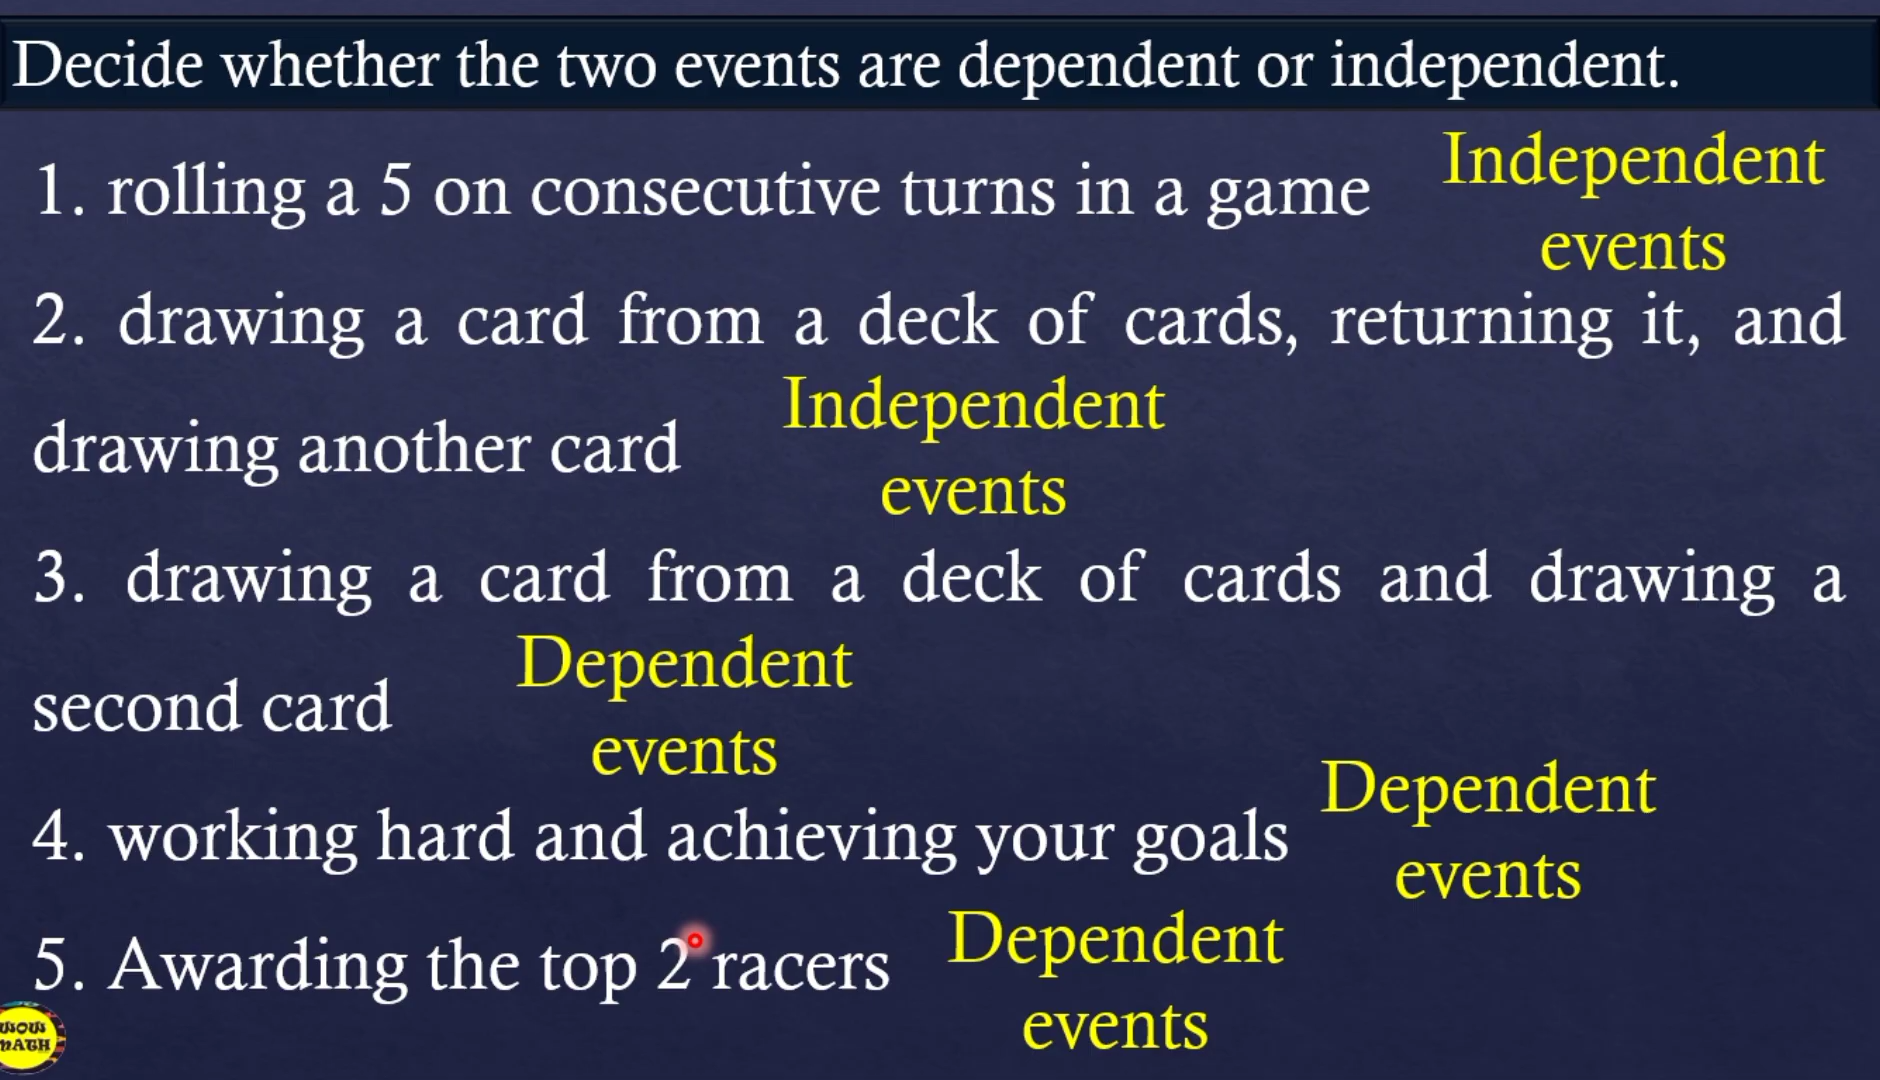 Decide whether the two events are dependent or independent.
1. rolling a 5 on consecutive turns in a game
Independent
events
2. drawing a card from a deck of cards, returning it, and
drawing another card
Independent
events
3. drawing a card from a deck of cards and drawing a
second card
Dependent
events
4. working hard and achieving your goals
Dependent
events
5. Awarding the top 2 racers
Dependent
events
WOW
MATH